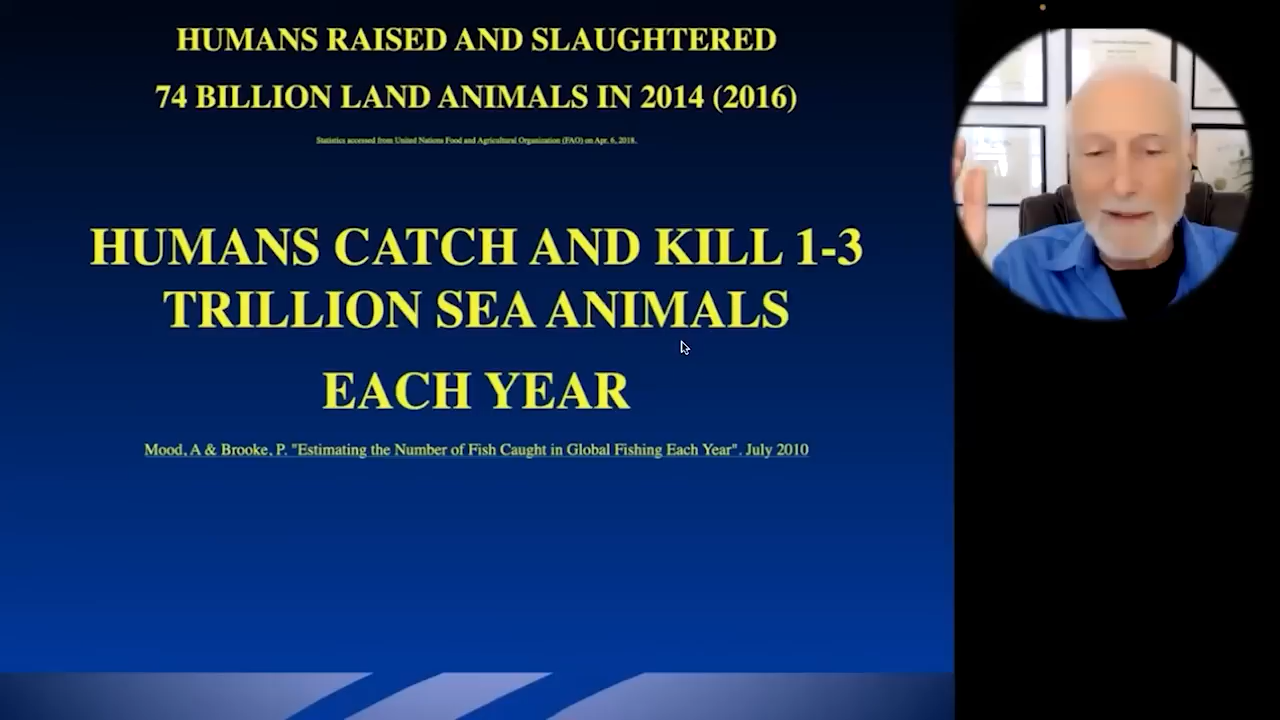 HUMANS RAISED AND SLAUGHTERED
74 BILLION LAND ANIMALS IN 2014 (2016)
Statistics accessed from United Nations Food and Agricultural Organization (FAO) on Apr. 6, 2018.
HUMANS CATCH AND KILL 1-3
TRILLION SEA ANIMALS
EACH YEAR
Mood, A & Brooke, P. "Estimating the Number of Fish Caught in Global Fishing Each Year". July 2010